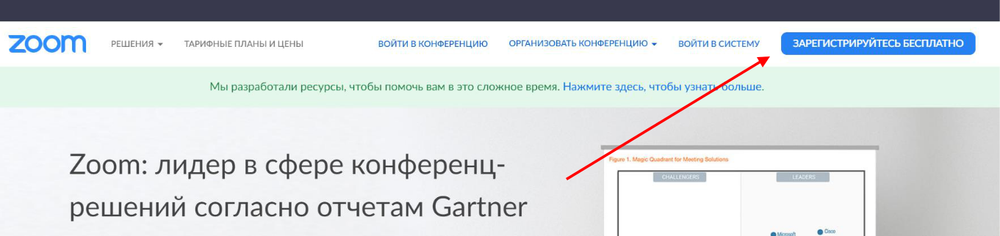 zoom РЕШЕНИЯ ТАРИФНЫЕ ПЛАНЫ И ЦЕНЫ ВОЙТИ В КОНФЕРЕНЦИЮ ОРГАНИЗОВАТЬ КОНФЕРЕНЦИЮ ВОЙТИ В СИСТЕМУ ЗАРЕГИСТРИРУЙТЕСЬ БЕСПЛАТНО
Мы разработали ресурсы, чтобы помочь вам в это сложное время. Нажмите здесь, чтобы узнать больше.
Zoom: лидер в сфере конференц-
решений согласно отчетам Gartner
Figure 1. Magic Quadrant for Meeting Solutions
CHALLENGERS LEADERS
Microsoft Cisco